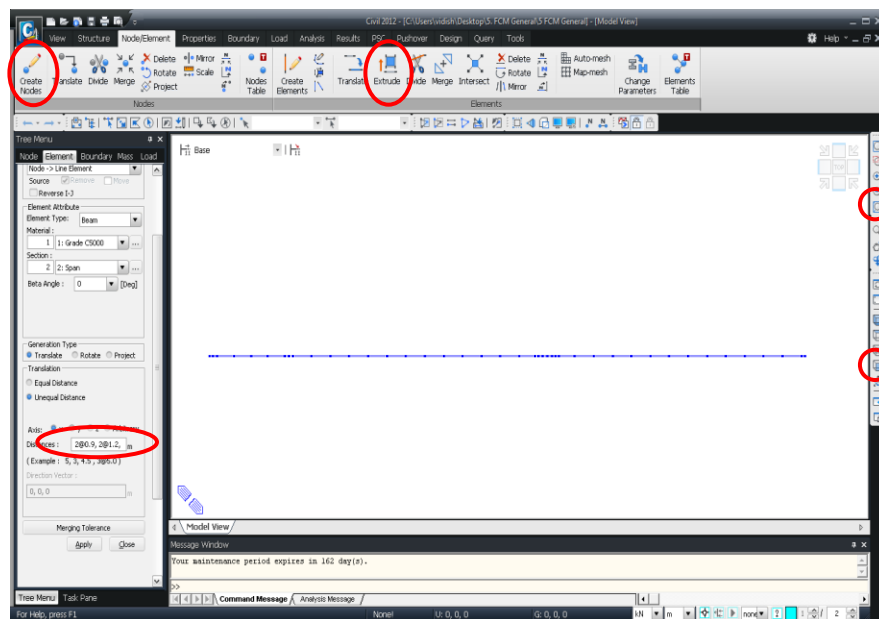 Civil 2012 - [C:\Users\vidish\Desktop\5. FCM General\5 FCM General] - [Model View]
View Structure Node/Element Properties Boundary Load Analysis Results PSC Pushover Design Query Tools Help
Create Nodes Translate Divide Merge Delete Rotate Project Mirror Scale Nodes Table Create Elements Translate Extrude Divide Merge Intersect Delete Rotate Mirror Auto-mesh Map-mesh Change Parameters Elements Table
Nodes Elements
Tree Menu
Node Element Boundary Mass Load
Base
TOP
Node -> Line Element
Source Remove Move
Reverse I-J
Element Attribute
Element Type: Beam
Material :
1 1: Grade C5000 ...
Section :
2 2: Span ...
Beta Angle : 0 [Deg]
Generation Type
Translate Rotate Project
Translation
Equal Distance
Unequal Distance
Axis:
Distances : 2@0.9, 2@1.2, m
( Example : 5, 3, 4.5 , 3@6.0 )
Direction Vector :
0, 0, 0 m
Merging Tolerance
Apply Close
Model View
Message Window
Your maintenance period expires in 162 day(s).
>>
Command Message Analysis Message
Tree Menu Task Pane
For Help, press F1 None! U: 0, 0, 0 G: 0, 0, 0 kN m none 2 1 / 2